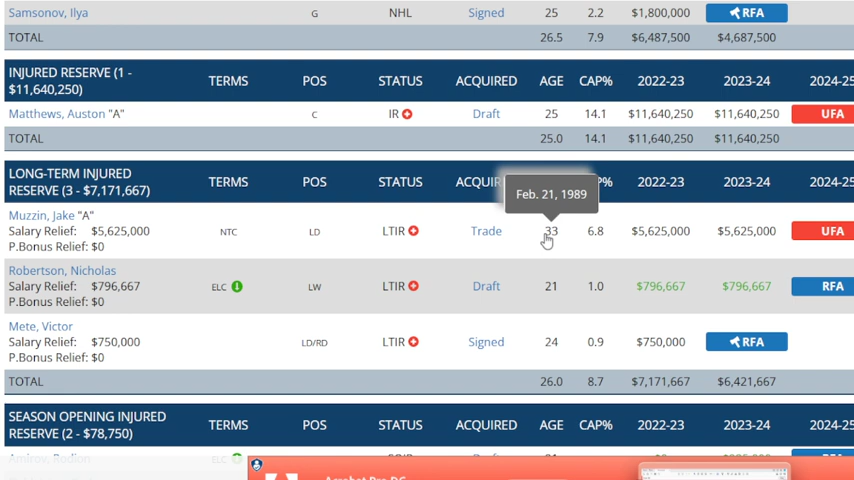 Samsonov, Ilya G NHL Signed 25 2.2 $1,800,000 RFA
TOTAL 26.5 7.9 $6,487,500 $4,687,500
INJURED RESERVE (1 - $11,640,250) TERMS POS STATUS ACQUIRED AGE CAP% 2022-23 2023-24 2024-25
Matthews, Auston "A" C IR Draft 25 14.1 $11,640,250 $11,640,250 UFA
TOTAL 25.0 14.1 $11,640,250 $11,640,250
LONG-TERM INJURED RESERVE (3 - $7,171,667) TERMS POS STATUS 2022-23 2023-24 2024-25
Feb. 21, 1989
Muzzin, Jake "A"
Salary Relief: $5,625,000 NTC LD LTIR Trade 33 6.8 $5,625,000 $5,625,000 UFA
P.Bonus Relief: $0
Robertson, Nicholas
Salary Relief: $796,667 ELC LW LTIR Draft 21 1.0 $796,667 $796,667 RFA
P.Bonus Relief: $0
Mete, Victor
Salary Relief: $750,000 LD/RD LTIR Signed 24 0.9 $750,000 RFA
P.Bonus Relief: $0
TOTAL 26.0 8.7 $7,171,667 $6,421,667
SEASON OPENING INJURED RESERVE (2 - $78,750) TERMS POS STATUS ACQUIRED AGE CAP% 2022-23 2023-24 2024-25
Amirov, Rodion ELC
Acrobat Pro DC